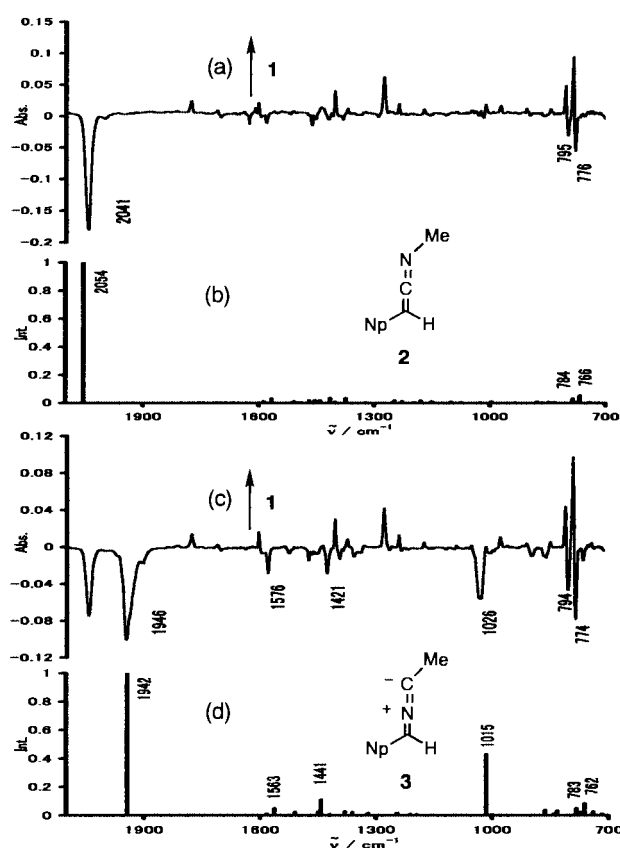 0.15
0.1
0.05
0
−0.05
−0.1
−0.15
−0.2
Abs.
(a)
1
2041
795
776
1
0.8
0.6
0.4
0.2
0
Int.
2054
(b)
Me
N
C
Np
H
2
784
766
1900
1600
1300
1000
700
ν̃ / cm⁻¹
0.12
0.08
0.04
0
−0.04
−0.08
−0.12
Abs.
(c)
1
1946
1576
1421
1026
794
774
1
0.8
0.6
0.4
0.2
0
Int.
1942
(d)
Me
− C
+ N
Np
H
3
1563
1441
1015
783
762
1900
1600
1300
1000
700
ν̃ / cm⁻¹